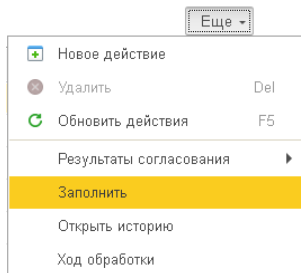 Еще
Новое действие
Удалить Del
Обновить действия F5
Результаты согласования
Заполнить
Открыть историю
Ход обработки